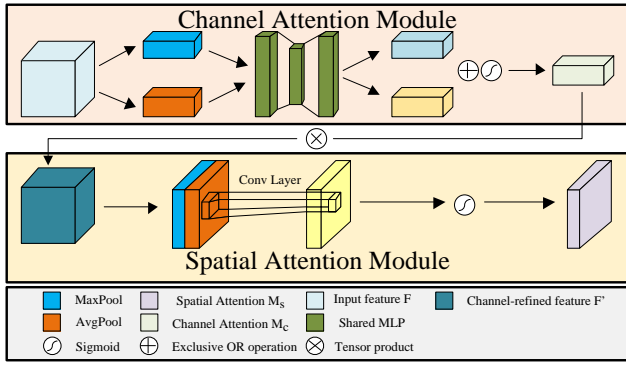 Channel Attention Module
Conv Layer
Spatial Attention Module
MaxPool
Spatial Attention Ms
Input feature F
Channel-refined feature F'
AvgPool
Channel Attention Mc
Shared MLP
Sigmoid
Exclusive OR operation
Tensor product